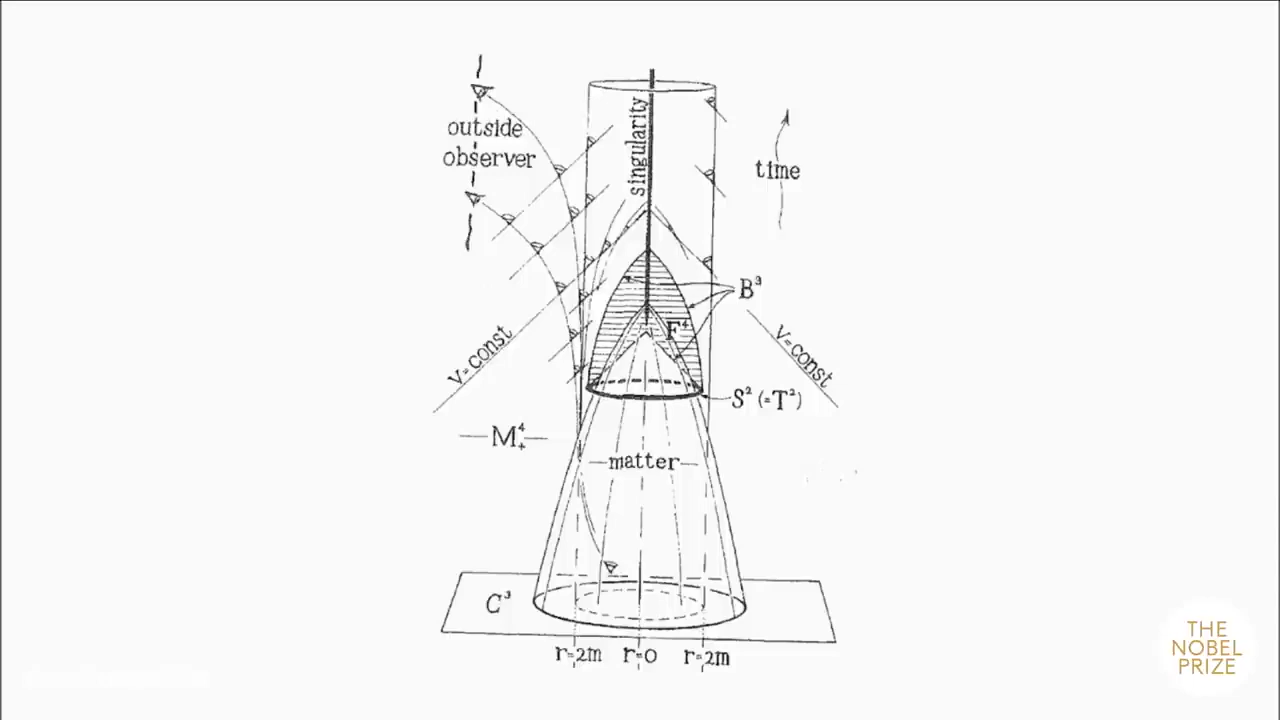 outside
observer
singularity
time
B³
F⁴
v=const
v=const
S² (=T²)
M⁴₊
matter
C³
r=2m r=0 r=2m
THE
NOBEL
PRIZE